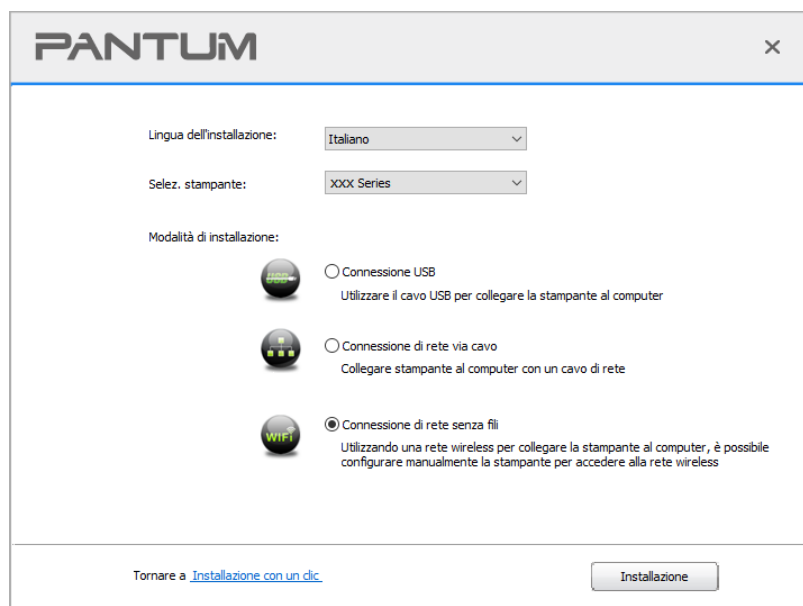 PANTUM
Lingua dell'installazione:
Italiano
Selez. stampante:
XXX Series
Modalità di installazione:
USB
Connessione USB
Utilizzare il cavo USB per collegare la stampante al computer
Connessione di rete via cavo
Collegare stampante al computer con un cavo di rete
WiFi
Connessione di rete senza fili
Utilizzando una rete wireless per collegare la stampante al computer, è possibile
configurare manualmente la stampante per accedere alla rete wireless
Tornare a Installazione con un clic
Installazione